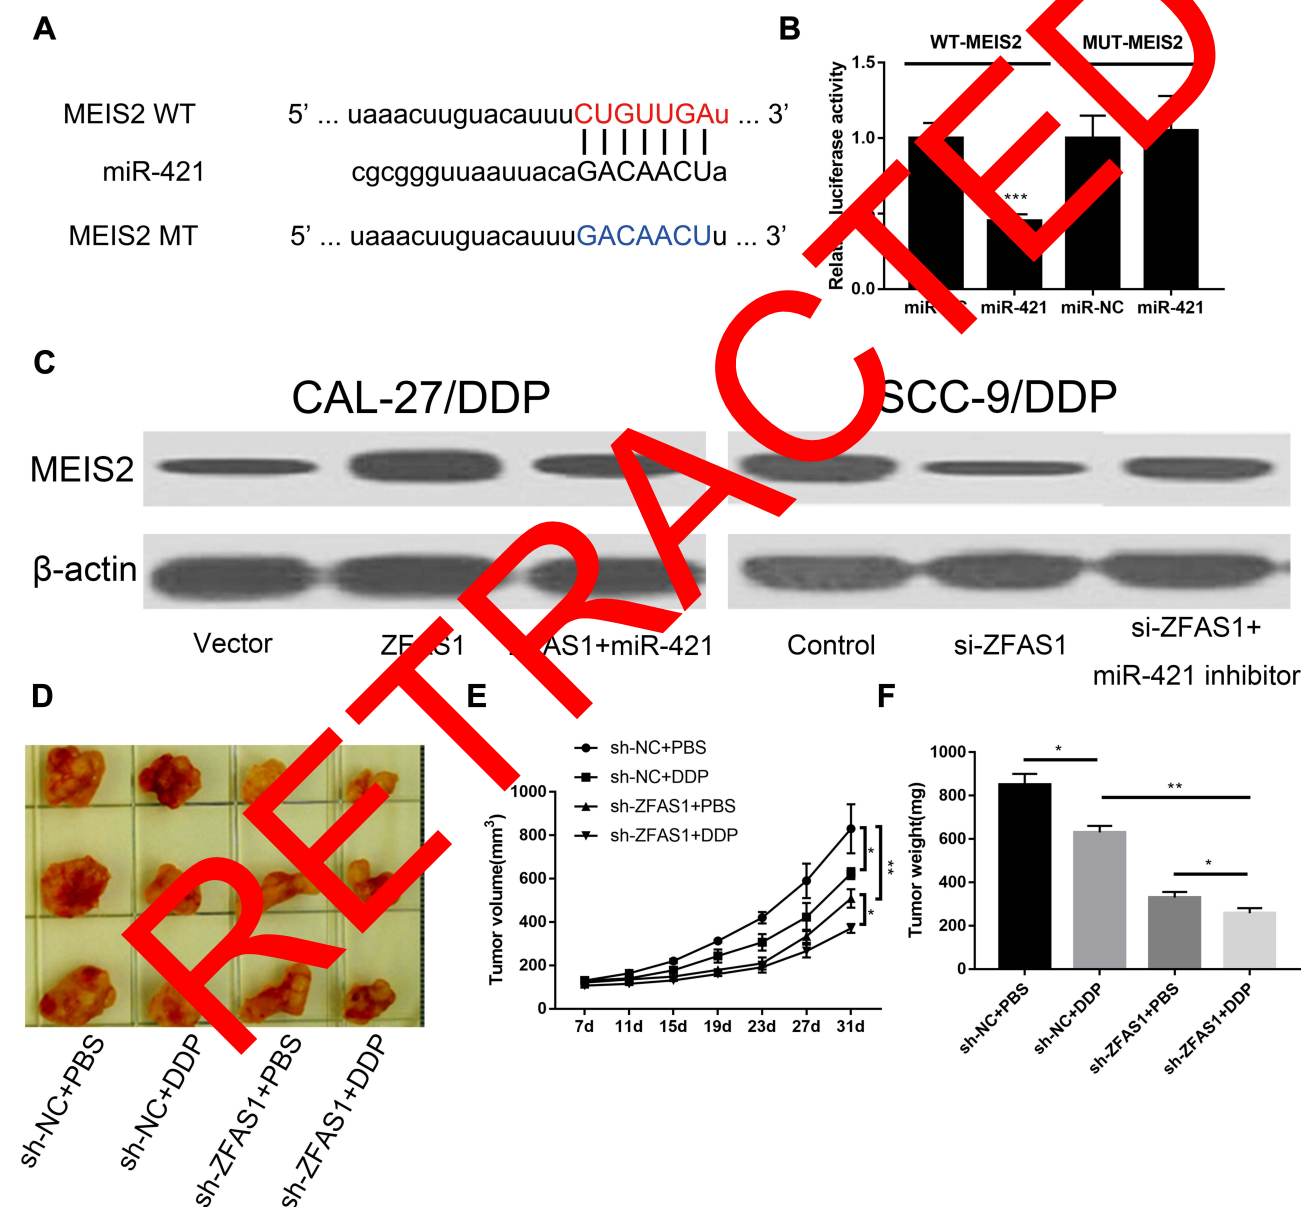 A
MEIS2 WT 5’ ... uaaacuuguacauuuCUGUUGAu ... 3’
miR-421 cgcggguuaauuacaGACAACUa
MEIS2 MT 5’ ... uaaacuuguacauuuGACAACUu ... 3’
B
WT-MEIS2 MUT-MEIS2
luciferase activity
1.5
1.0
0.0
***
miR-421 miR-NC miR-421
C
CAL-27/DDP SCC-9/DDP
MEIS2
β-actin
Vector ZFAS1 +miR-421 Control si-ZFAS1 si-ZFAS1+
miR-421 inhibitor
D
sh-NC+PBS
sh-NC+DDP
sh-ZFAS1+PBS
sh-ZFAS1+DDP
E
sh-NC+PBS
sh-NC+DDP
sh-ZFAS1+PBS
sh-ZFAS1+DDP
Tumor volume(mm³)
1000
800
600
400
200
0
7d 11d 15d 19d 23d 27d 31d
*
**
*
F
Tumor weight(mg)
1000
800
600
400
200
0
*
**
*
sh-NC+PBS
sh-NC+DDP
sh-ZFAS1+PBS
sh-ZFAS1+DDP
RETRACTED